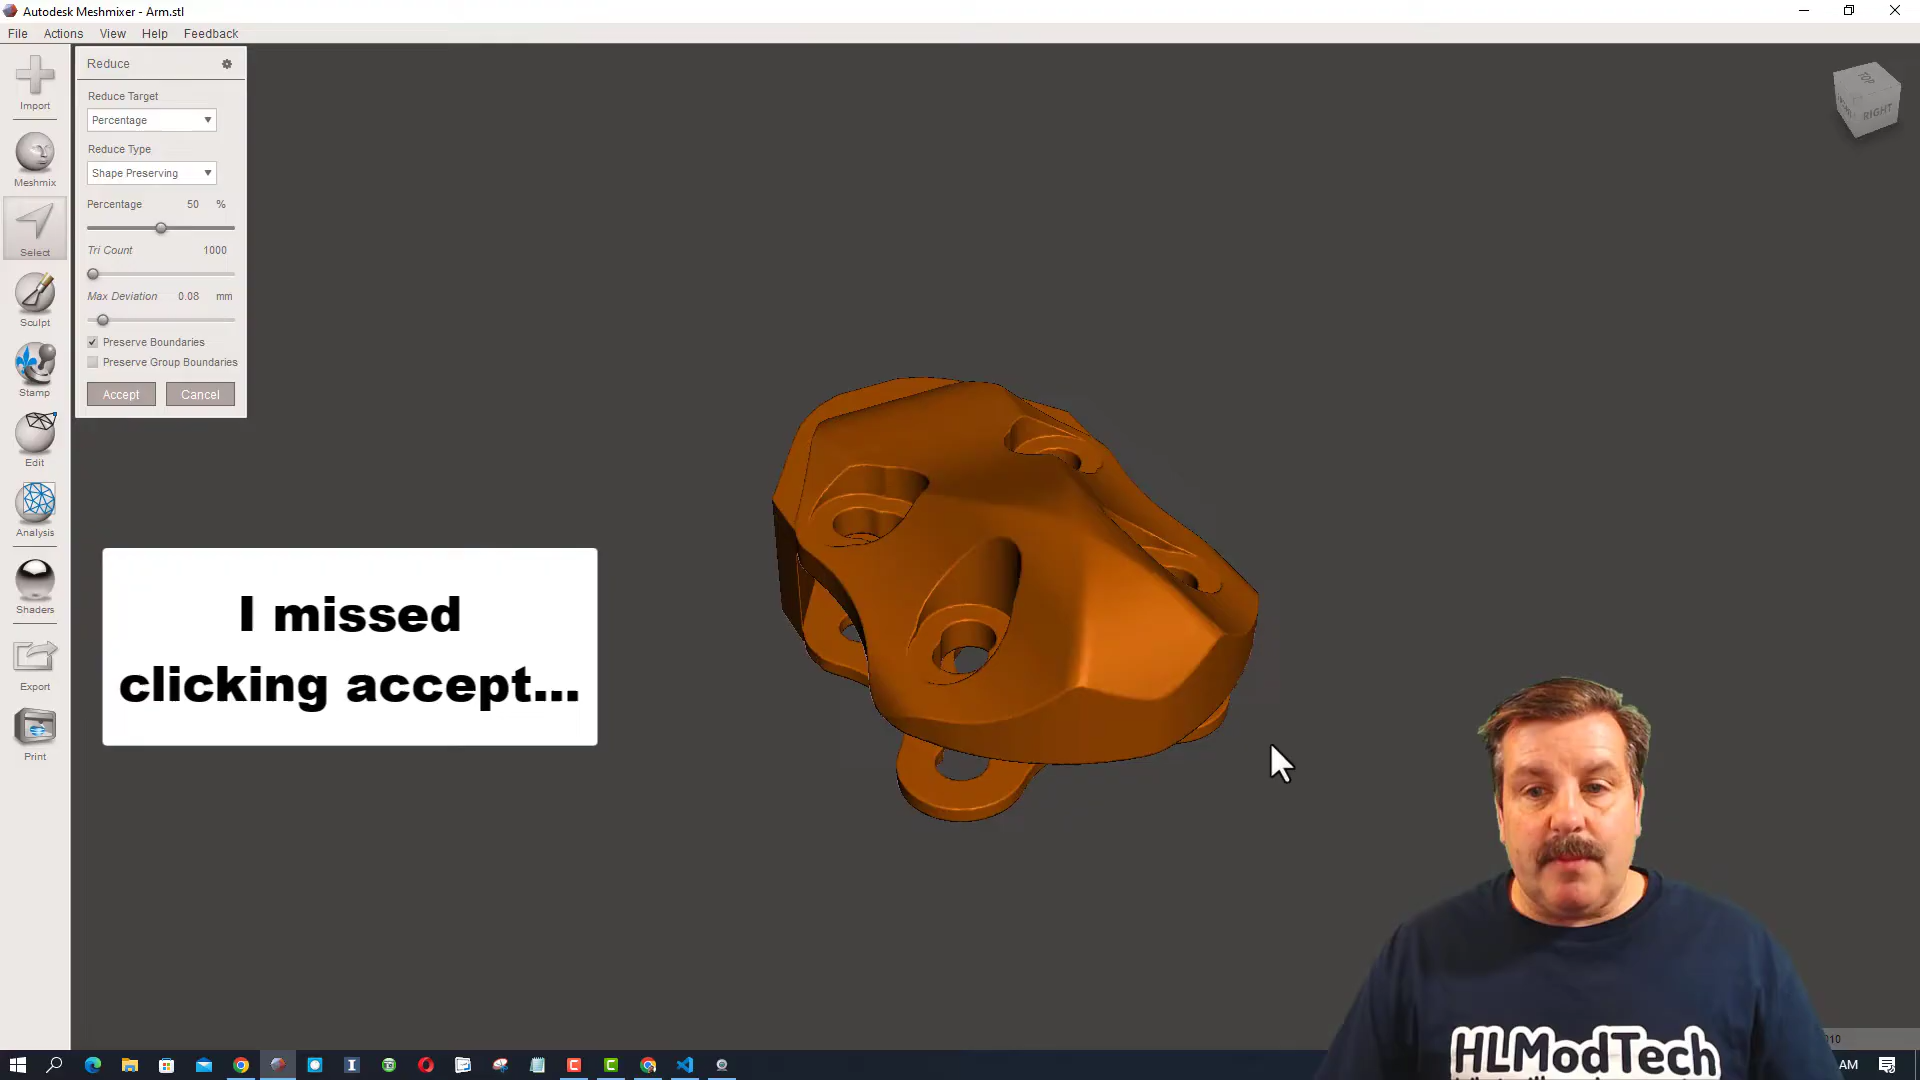 Autodesk Meshmixer - Arm.stl
File Actions View Help Feedback
Import
Meshmix
Select
Sculpt
Stamp
Edit
Analysis
Shaders
Export
Print
Reduce
Reduce Target
Percentage
Reduce Type
Shape Preserving
Percentage 50 %
Tri Count 1000
Max Deviation 0.08 mm
Preserve Boundaries
Preserve Group Boundaries
Accept Cancel
TOP
RIGHT
I missed
clicking accept...
HLModTech
AM